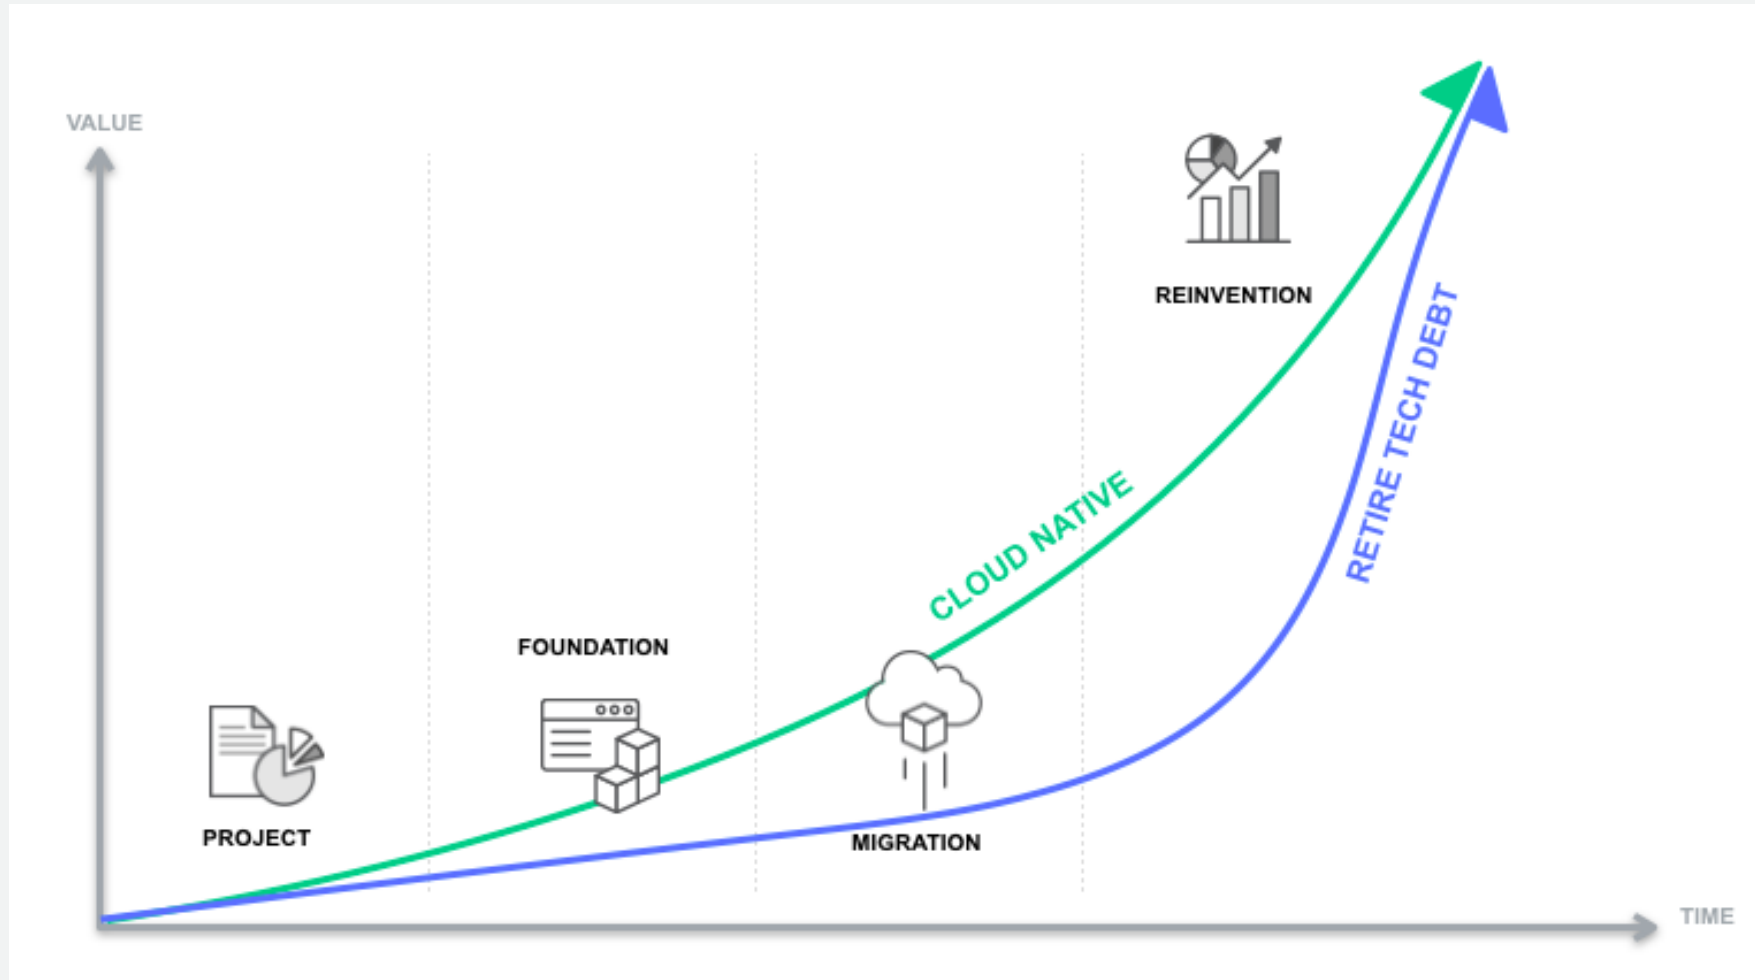 VALUE
REINVENTION
RETIRE TECH DEBT
CLOUD NATIVE
FOUNDATION
PROJECT
MIGRATION
TIME